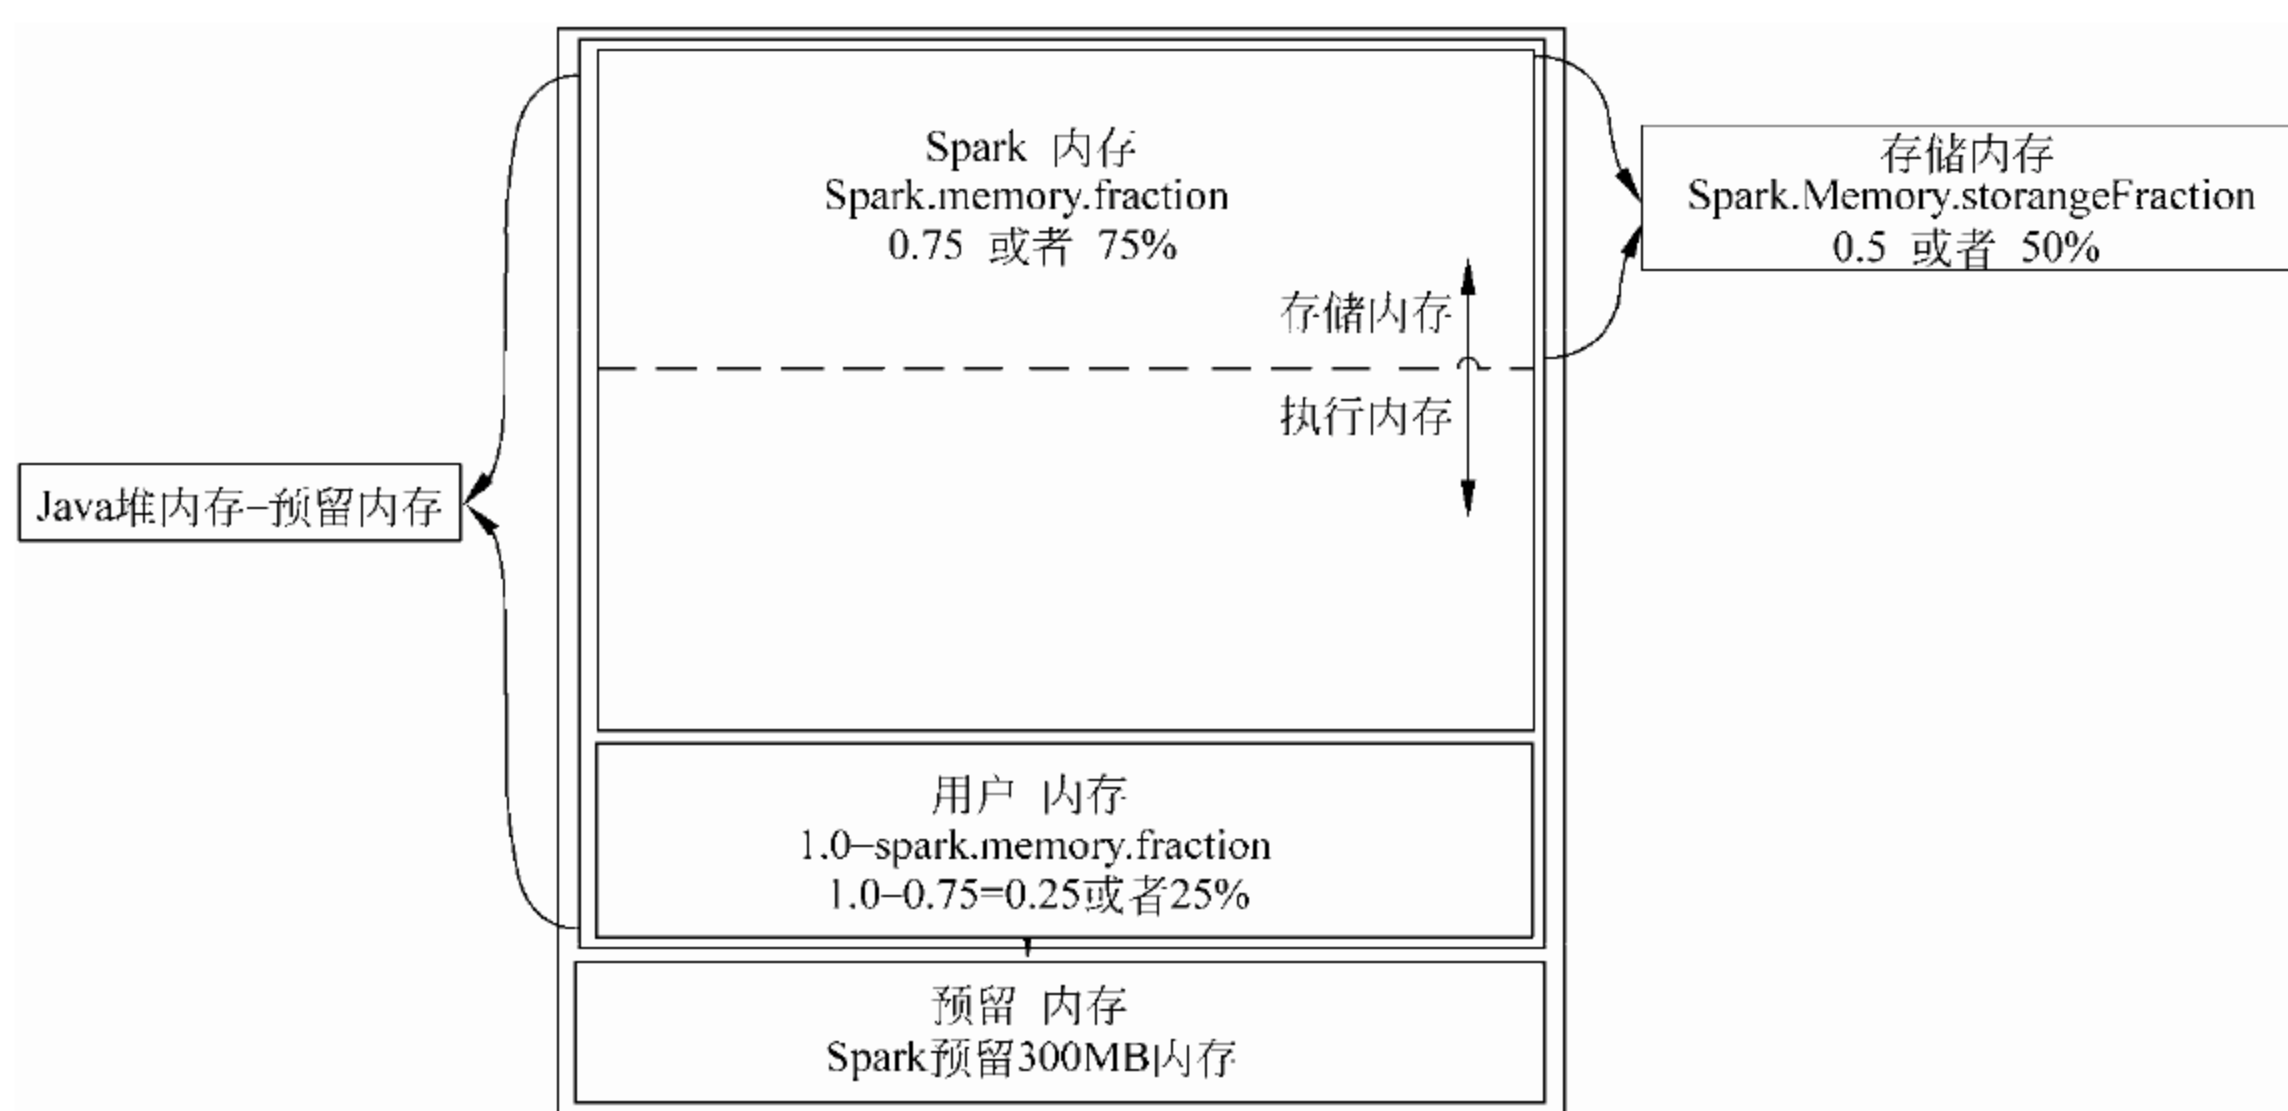 Spark 内存
Spark.memory.fraction
0.75 或者 75%
存储内存
Spark.Memory.storangeFraction
0.5 或者 50%
存储内存
执行内存
Java堆内存–预留内存
用户 内存
1.0–spark.memory.fraction
1.0–0.75=0.25或者25%
预留 内存
Spark预留300MB内存